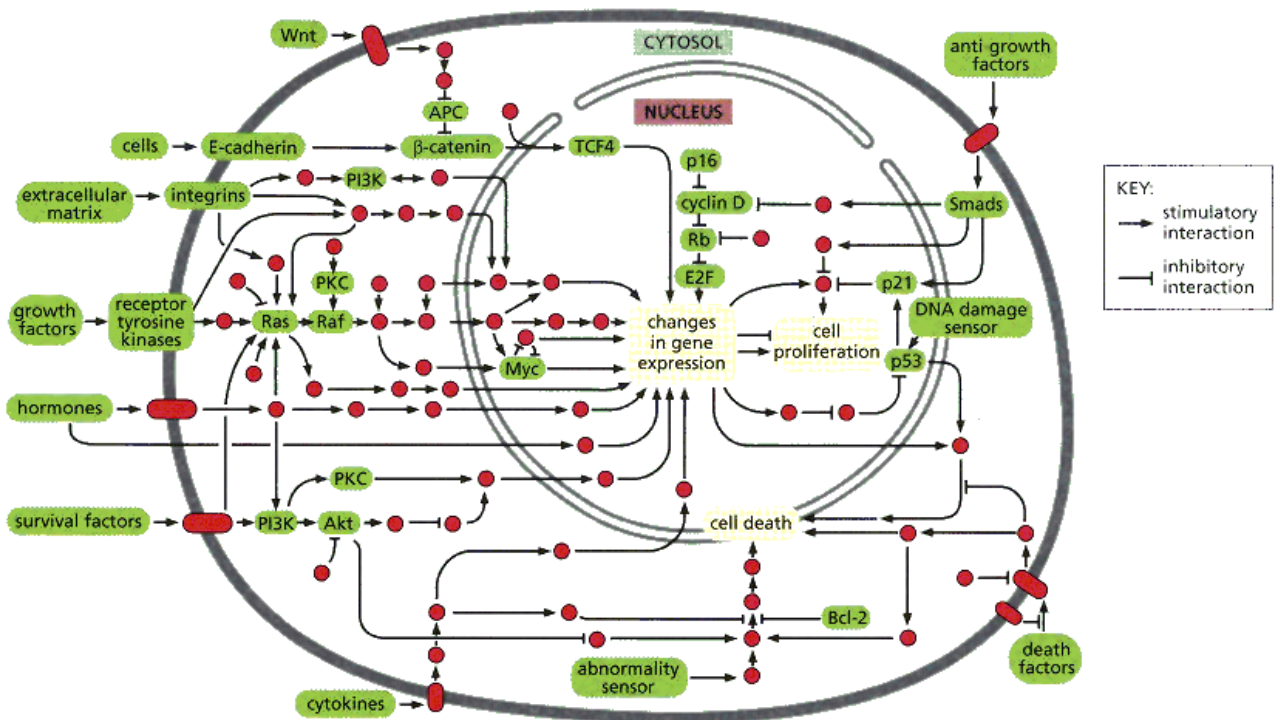 Wnt
CYTOSOL
anti growth
factors
NUCLEUS
APC
cells
E-cadherin
β-catenin
TCF4
p16
extracellular
matrix
integrins
PI3K
cyclin D
Smads
KEY:
stimulatory
interaction
inhibitory
interaction
Rb
PKC
E2F
p21
growth
factors
receptor
tyrosine
kinases
Ras
Raf
DNA damage
sensor
changes
in gene
expression
cell
proliferation
p53
Myc
hormones
PKC
survival factors
PI3K
Akt
cell death
Bcl-2
death
factors
abnormality
sensor
cytokines